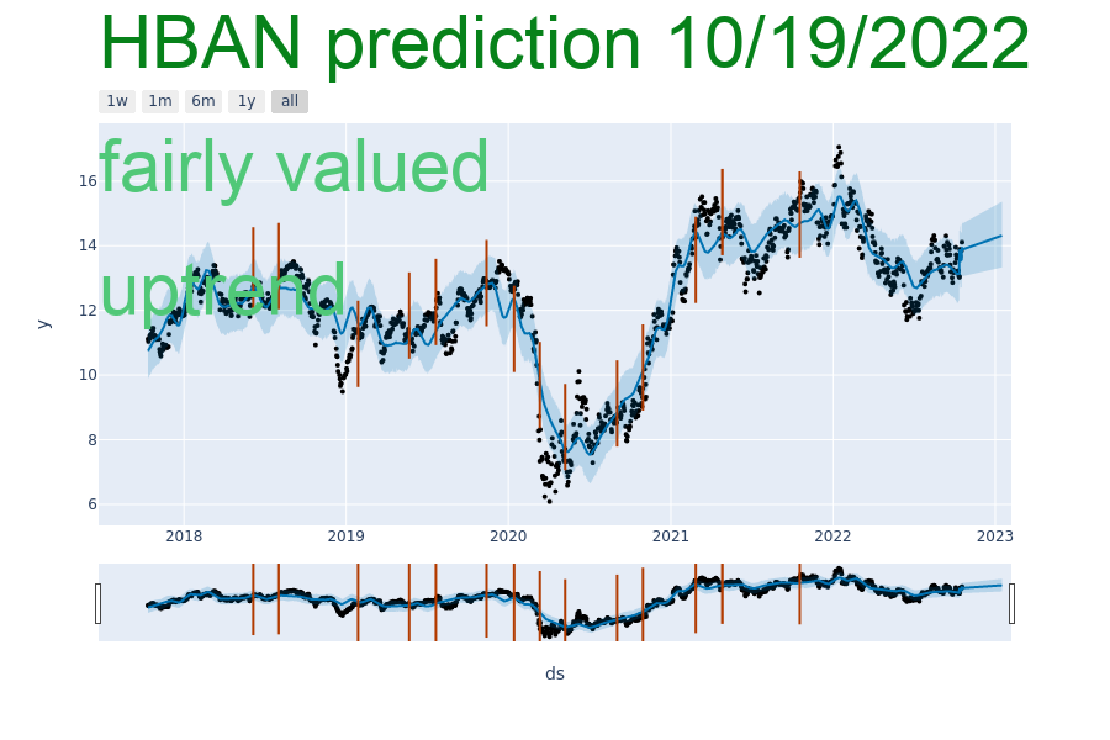 HBAN prediction 10/19/2022
1w 1m 6m 1y all
fairly valued
16
14
uptrend
12
y
10
8
6
2018 2019 2020 2021 2022 2023
ds